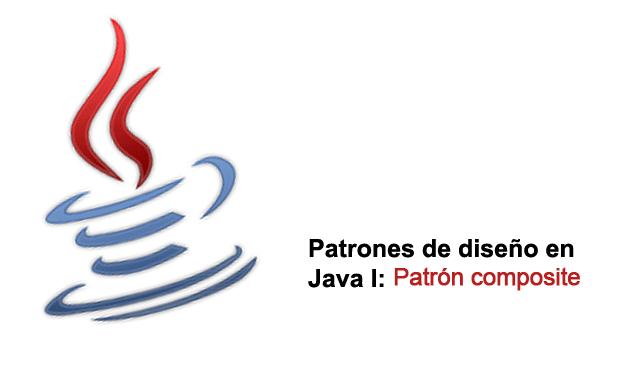 Patrones de diseño en
Java I: Patrón composite